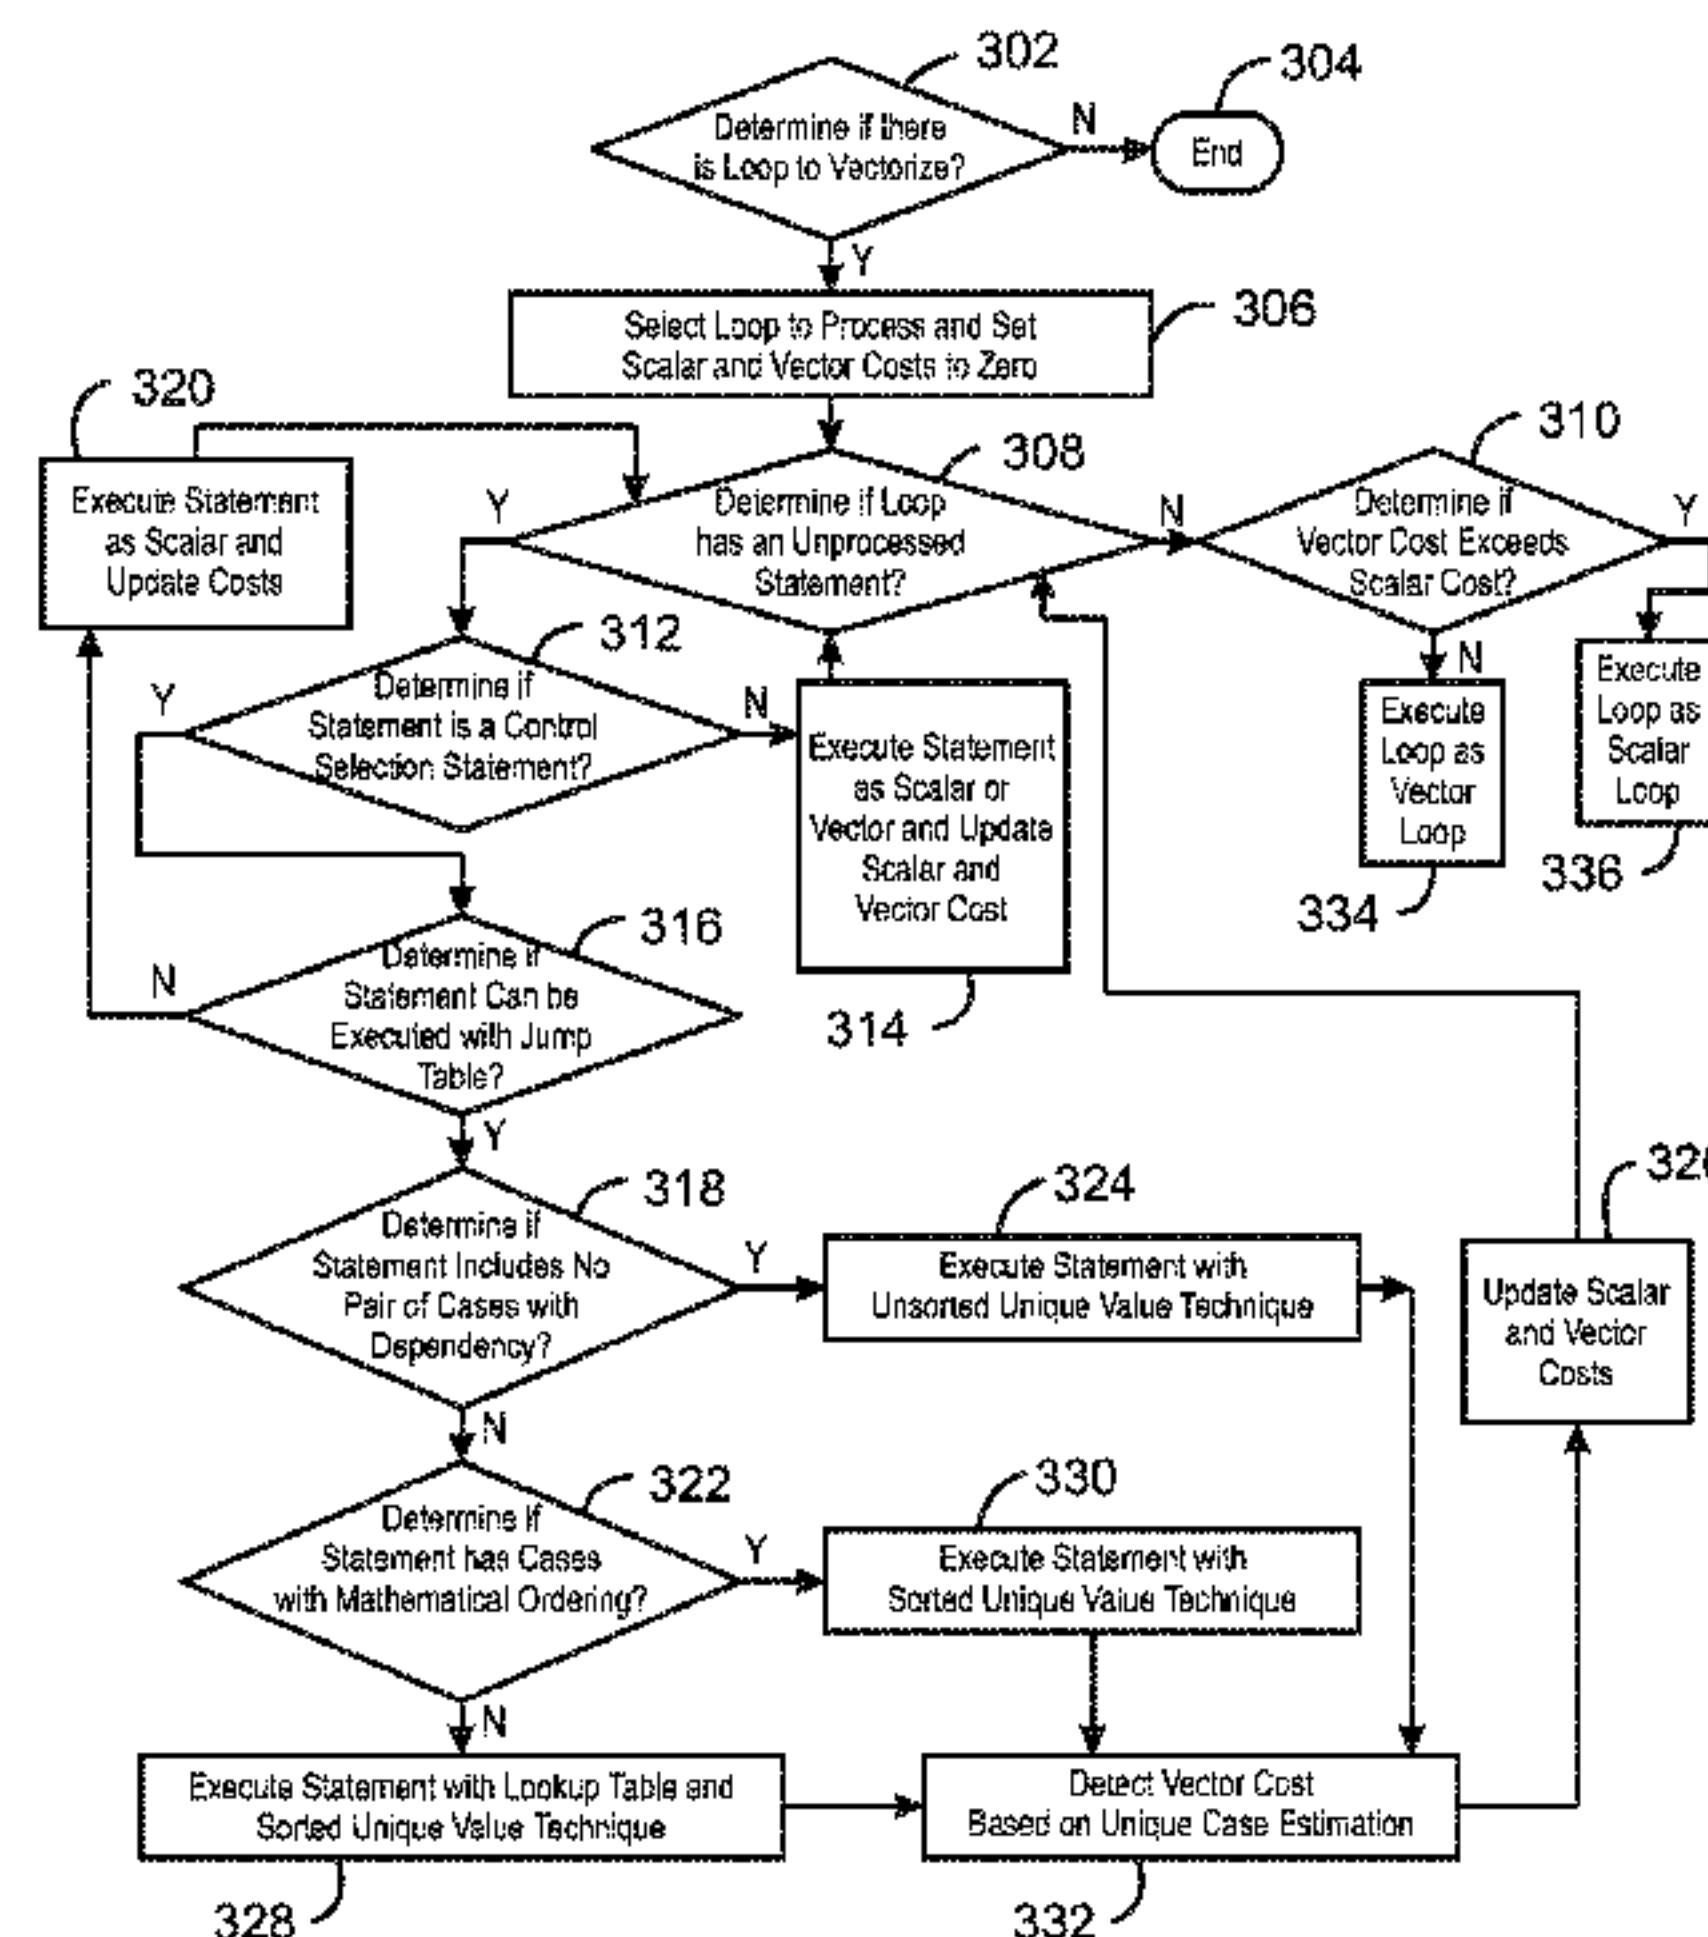 302
304
Determine if there
is Loop to Vectorize?
N
End
Y
306
Select Loop to Process and Set
Scalar and Vector Costs to Zero
320
310
308
Execute Statement
as Scalar and
Update Costs
Y
Determine if Loop
has an Unprocessed
Statement?
N
Determine if
Vector Cost Exceeds
Scalar Cost?
Y
312
Y
Determine if
Statement is a Control
Selection Statement?
N
Execute Statement
as Scalar or
Vector and Update
Scalar and
Vector Cost
N
Execute
Loop as
Vector
Loop
Execute
Loop as
Scalar
Loop
336
334
316
N
Determine if
Statement Can be
Executed with Jump
Table?
314
Y
318
324
Determine if
Statement Includes No
Pair of Cases with
Dependency?
Y
Execute Statement with
Unsorted Unique Value Technique
Update Scalar
and Vector
Costs
N
322
330
Determine if
Statement has Cases
with Mathematical Ordering?
Y
Execute Statement with
Sorted Unique Value Technique
N
Execute Statement with Lookup Table and
Sorted Unique Value Technique
Detect Vector Cost
Based on Unique Case Estimation
328
332